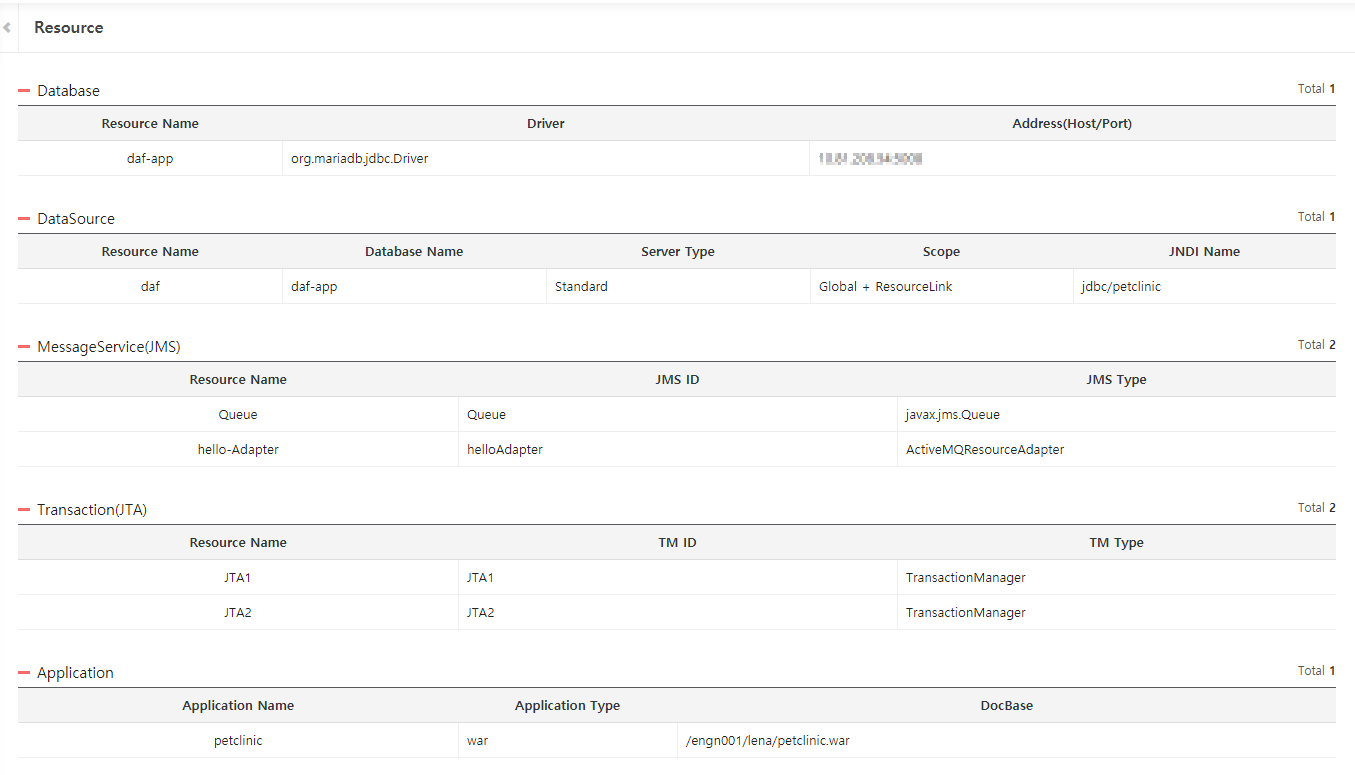 Resource
Database Total 1
Resource Name Driver Address(Host/Port)
daf-app org.mariadb.jdbc.Driver
DataSource Total 1
Resource Name Database Name Server Type Scope JNDI Name
daf daf-app Standard Global + ResourceLink jdbc/petclinic
MessageService(JMS) Total 2
Resource Name JMS ID JMS Type
Queue Queue javax.jms.Queue
hello-Adapter helloAdapter ActiveMQResourceAdapter
Transaction(JTA) Total 2
Resource Name TM ID TM Type
JTA1 JTA1 TransactionManager
JTA2 JTA2 TransactionManager
Application Total 1
Application Name Application Type DocBase
petclinic war /engn001/lena/petclinic.war